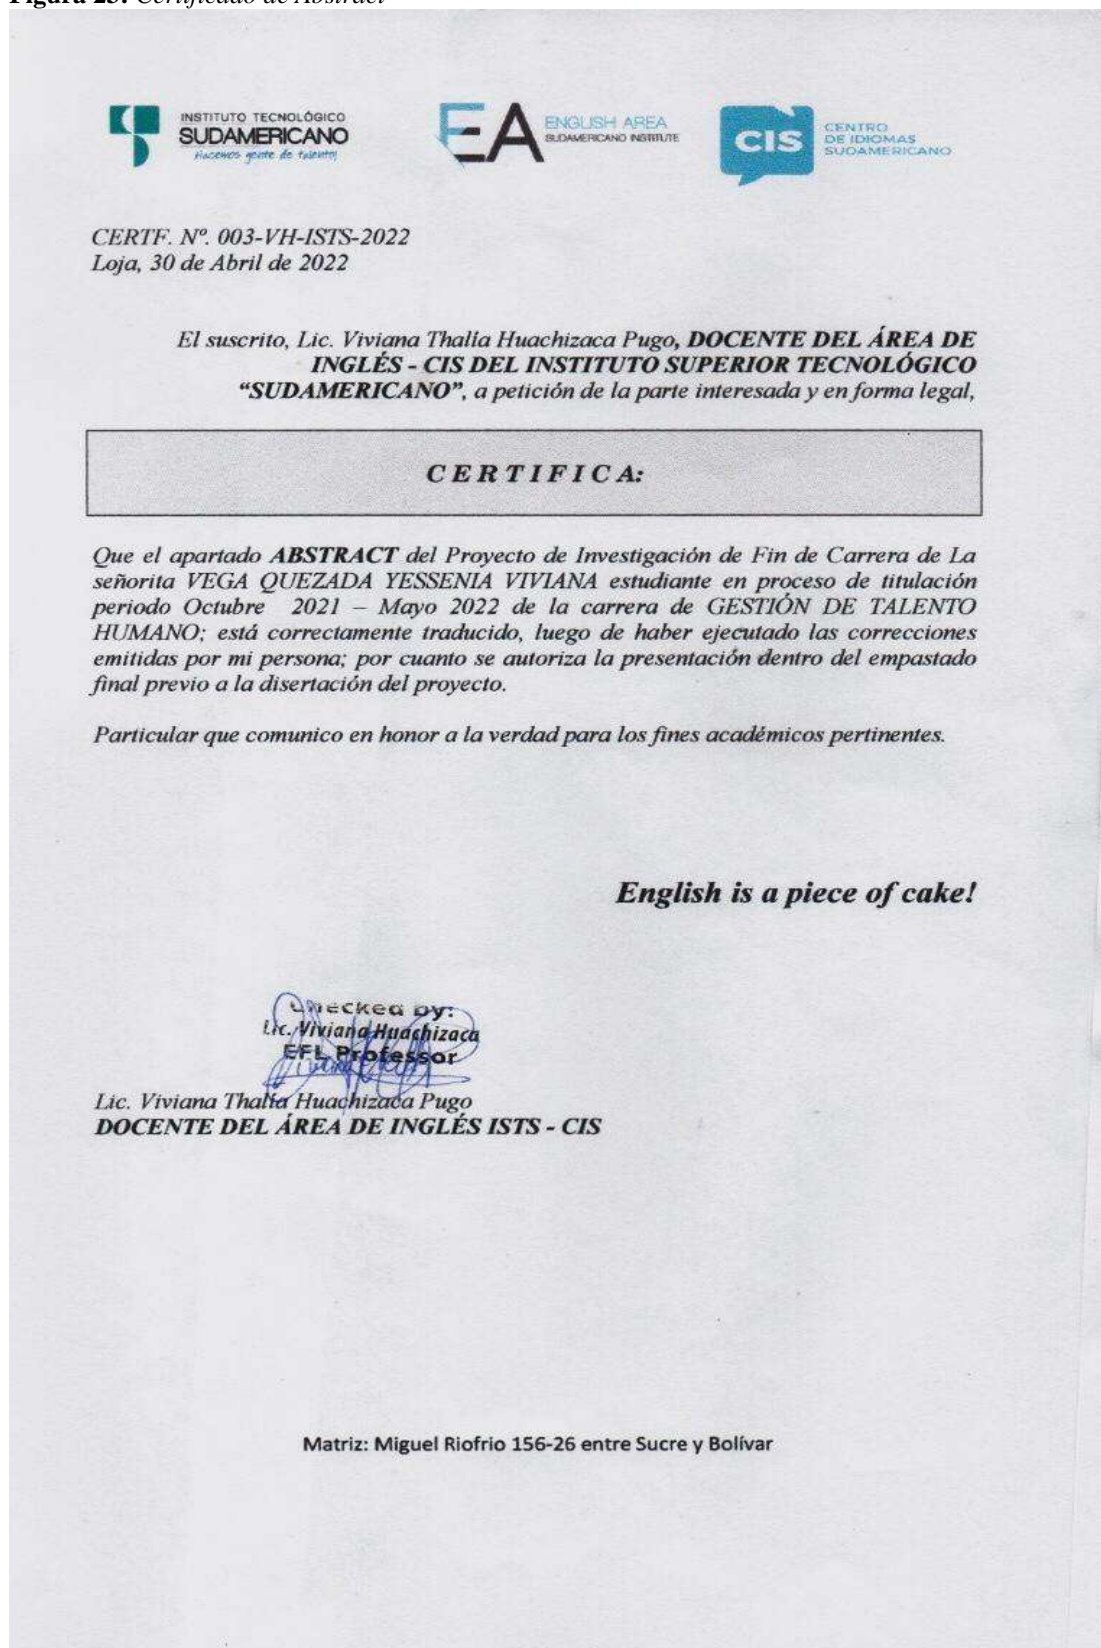 Figura 23: Certificado de Abstract
INSTITUTO TECNOLÓGICO
SUDAMERICANO
Hacemos gente de talento!
EA
ENGLISH AREA
SUDAMERICANO INSTITUTE
CIS
CENTRO
DE IDIOMAS
SUDAMERICANO
CERTF. Nº. 003-VH-ISTS-2022
Loja, 30 de Abril de 2022
El suscrito, Lic. Viviana Thalía Huachizaca Pugo, DOCENTE DEL ÁREA DE
INGLÉS - CIS DEL INSTITUTO SUPERIOR TECNOLÓGICO
“SUDAMERICANO”, a petición de la parte interesada y en forma legal,
C E R T I F I C A:
Que el apartado ABSTRACT del Proyecto de Investigación de Fin de Carrera de La
señorita VEGA QUEZADA YESSENIA VIVIANA estudiante en proceso de titulación
periodo Octubre 2021 – Mayo 2022 de la carrera de GESTIÓN DE TALENTO
HUMANO; está correctamente traducido, luego de haber ejecutado las correcciones
emitidas por mi persona; por cuanto se autoriza la presentación dentro del empastado
final previo a la disertación del proyecto.
Particular que comunico en honor a la verdad para los fines académicos pertinentes.
English is a piece of cake!
Checked by:
Lic. Viviana Huachizaca
EFL Professor
Lic. Viviana Thalía Huachizaca Pugo
DOCENTE DEL ÁREA DE INGLÉS ISTS - CIS
Matriz: Miguel Riofrio 156-26 entre Sucre y Bolívar